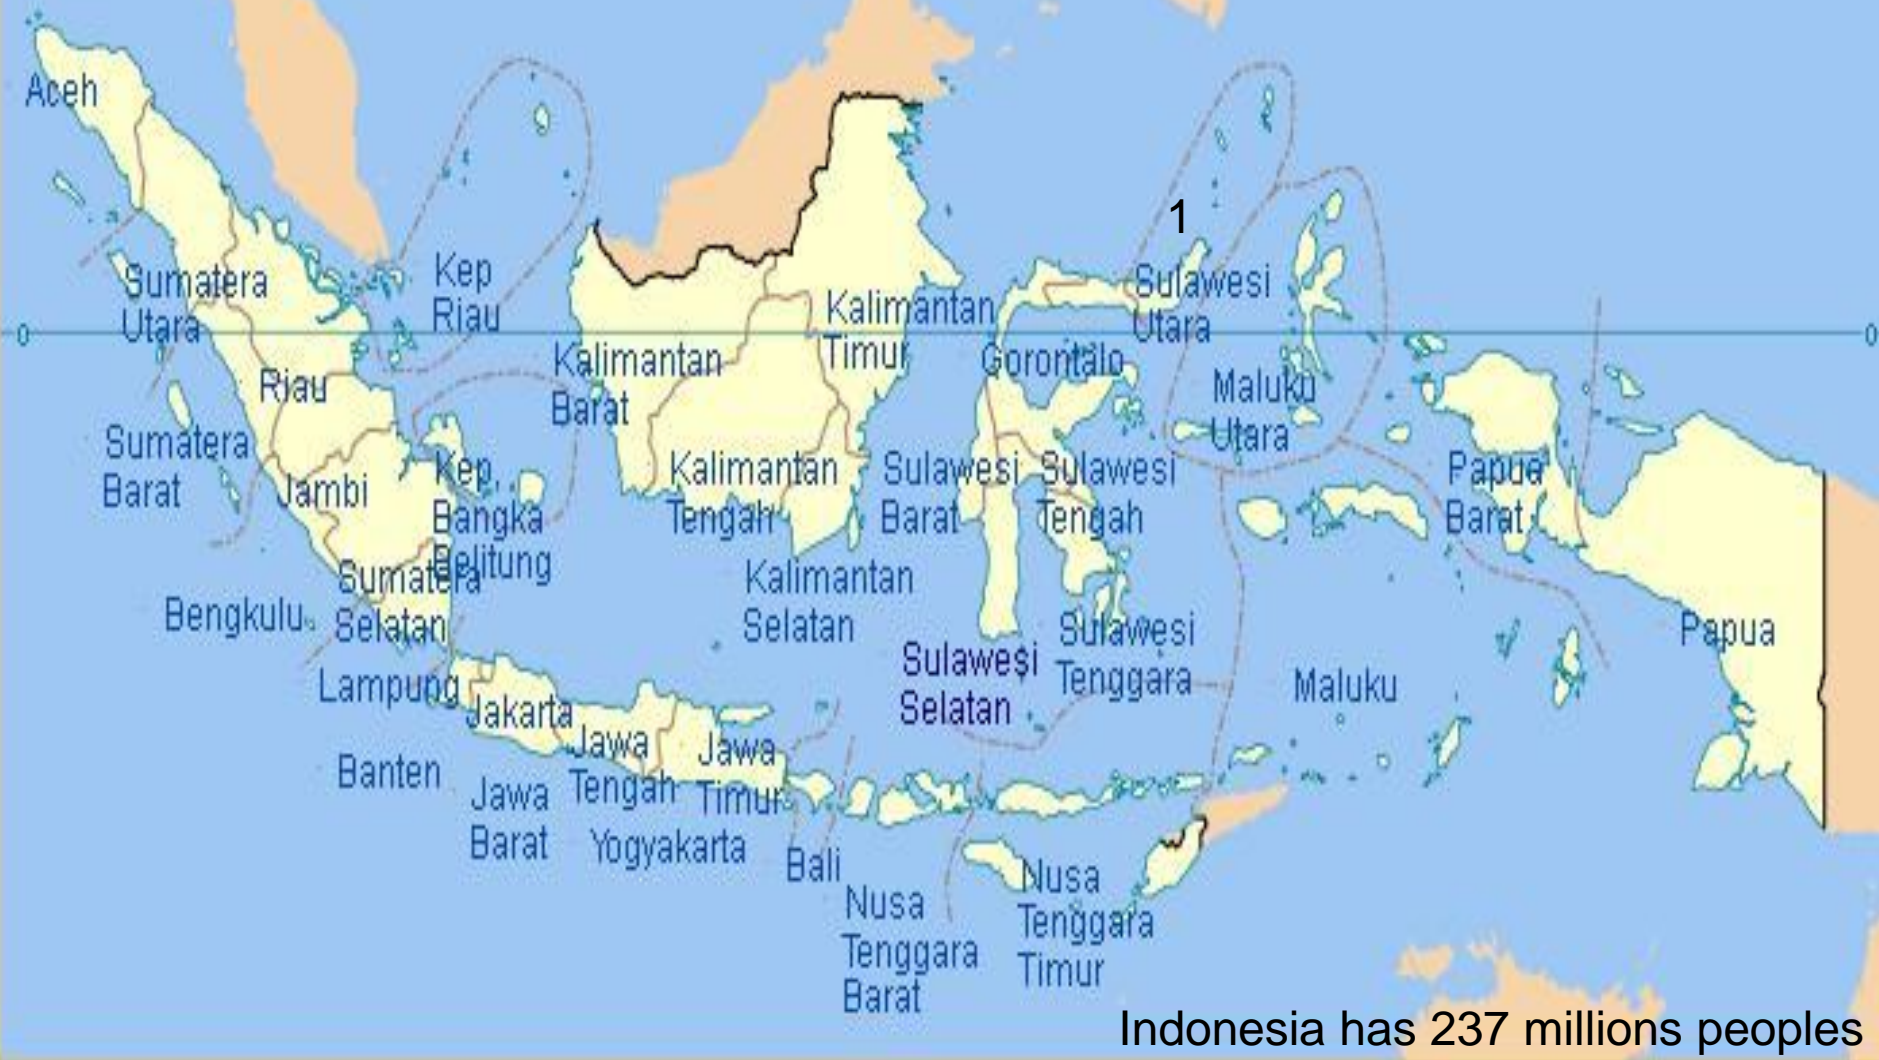 Aceh
1
Kep
Riau
Sumatera
Utara
Sulawesi
Utara
Kalimantan
Timur
0
0
Kalimantan
Barat
Gorontalo
Riau
Maluku
Utara
Sumatera
Barat
Jambi
Kep.
Bangka
Belitung
Kalimantan
Tengah
Sulawesi
Barat
Sulawesi
Tengah
Papua
Barat
Sumatera
Selatan
Kalimantan
Selatan
Bengkulu
Sulawesi
Selatan
Sulawesi
Tenggara
Papua
Lampung
Maluku
Jakarta
Jawa
Tengah
Jawa
Timur
Banten
Jawa
Barat
Yogyakarta
Bali
Nusa
Tenggara
Barat
Nusa
Tenggara
Timur
Indonesia has 237 millions peoples